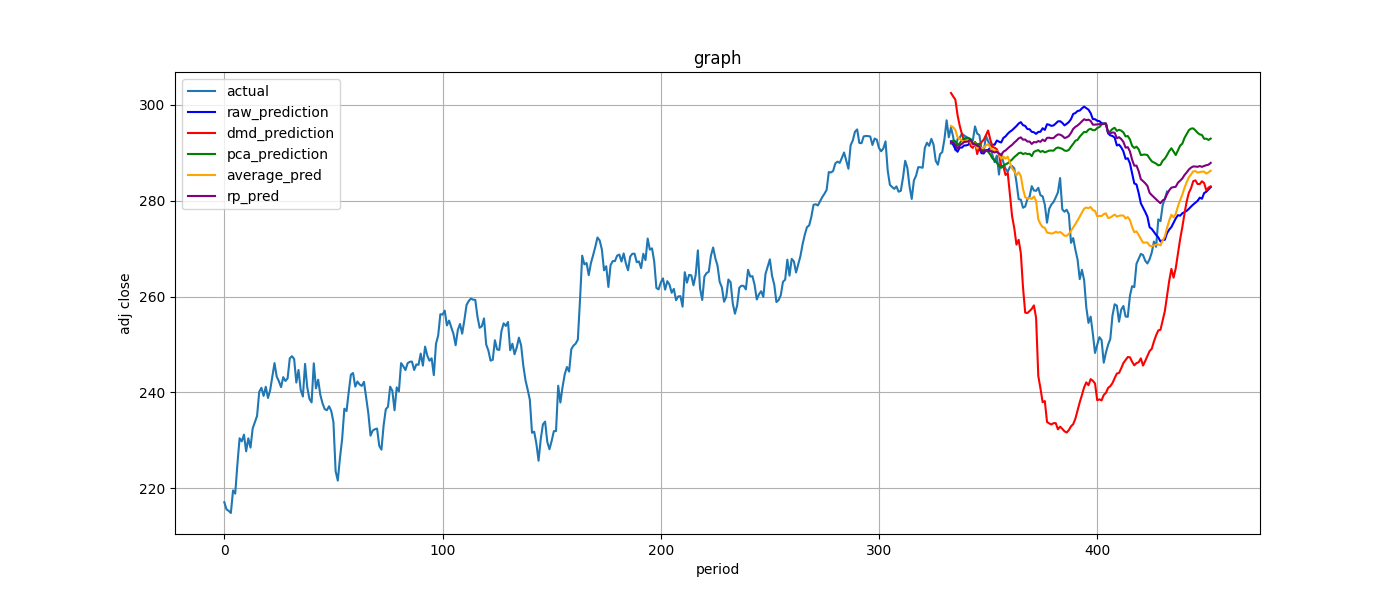 graph
actual
raw_prediction
dmd_prediction
pca_prediction
average_pred
rp_pred
300
280
260
240
220
adj close
0 100 200 300 400
period